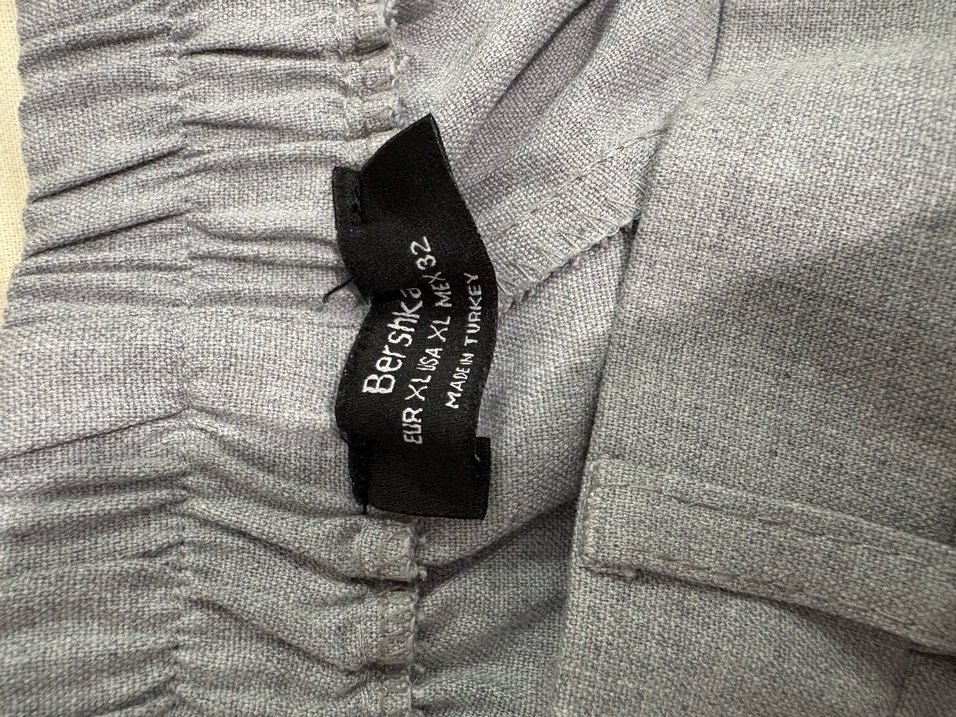 Bershka
EUR XL USA XL MEX 32
MADE IN TURKEY